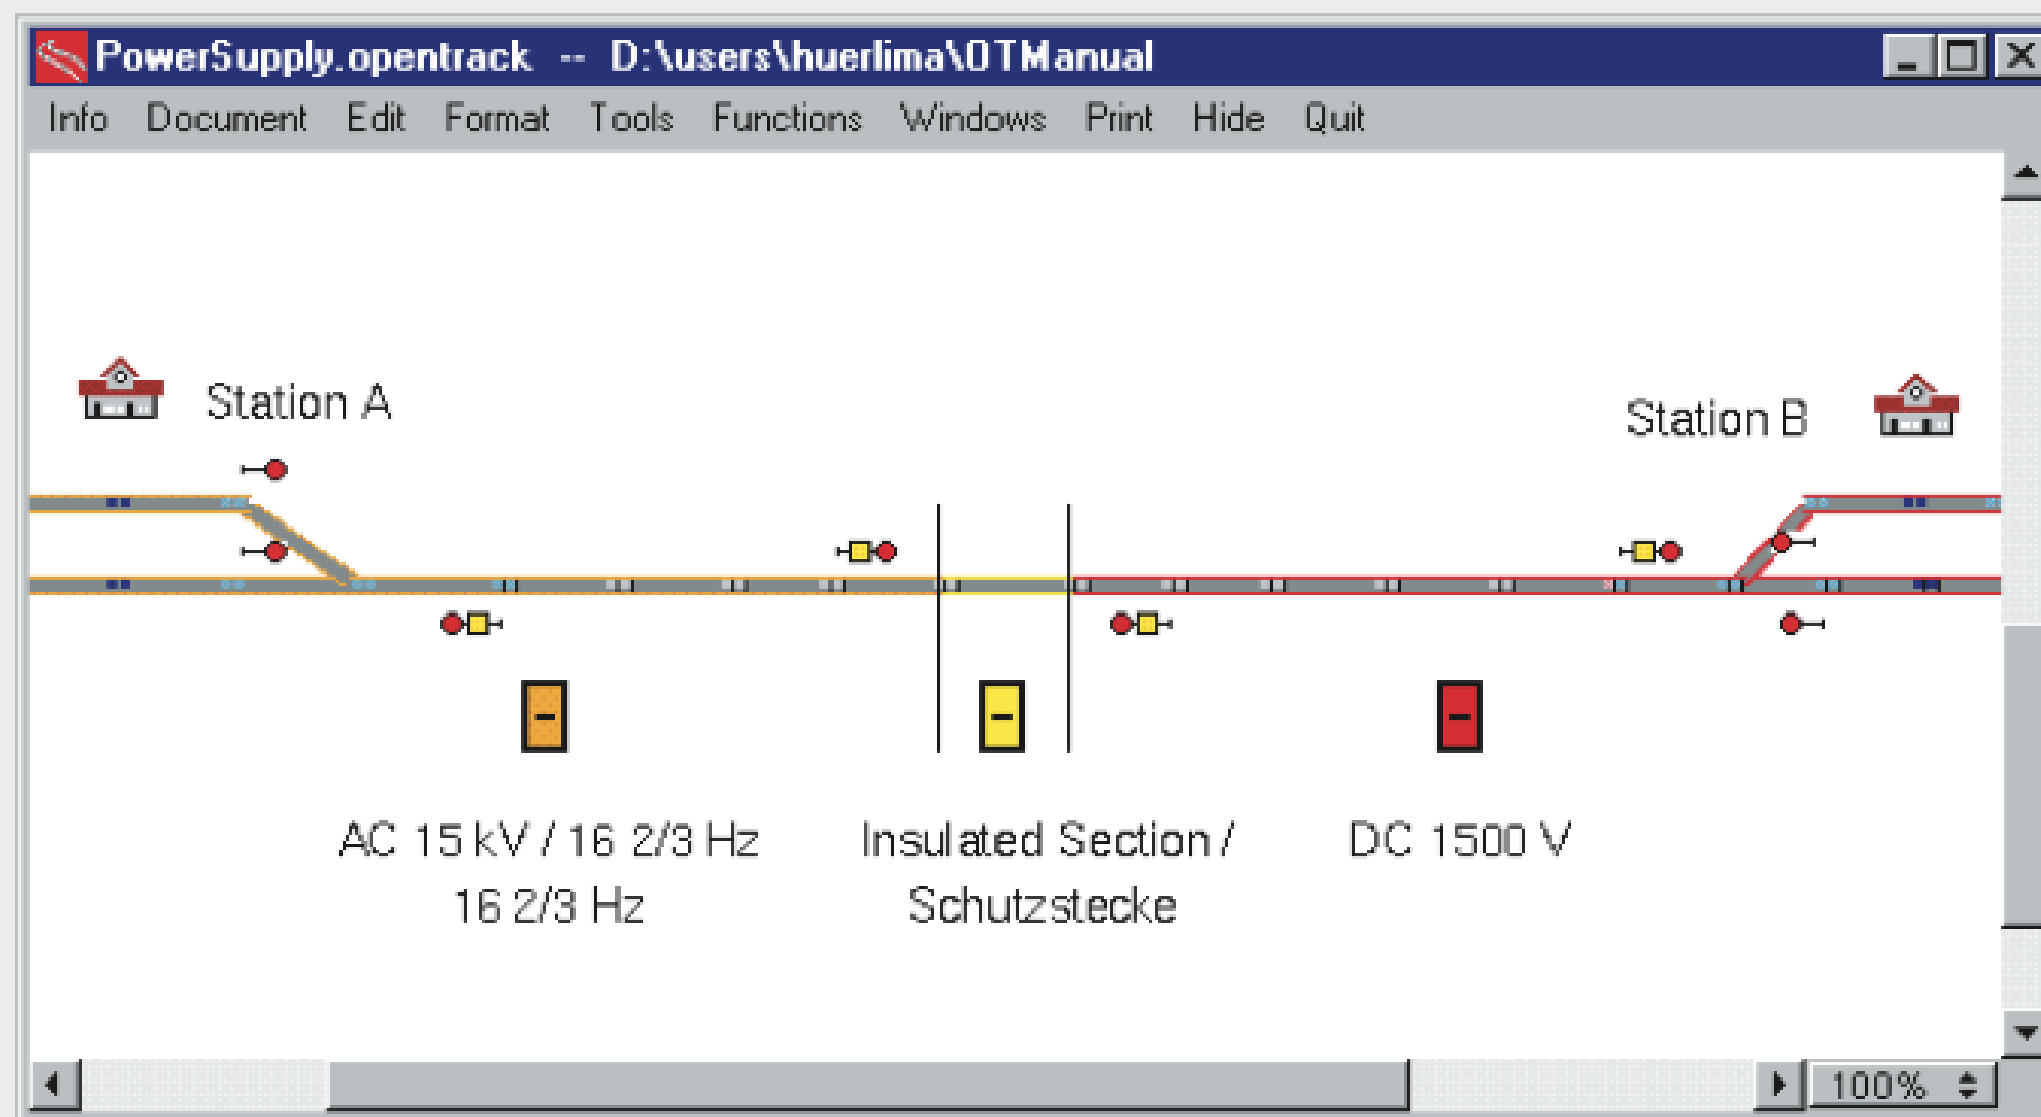 PowerSupply.opentrack -- D:\users\huerlima\OTManual
Info Document Edit Format Tools Functions Windows Print Hide Quit
Station A
Station B
AC 15 kV / 16 2/3 Hz
16 2/3 Hz
Insulated Section /
Schutzstecke
DC 1500 V
100%